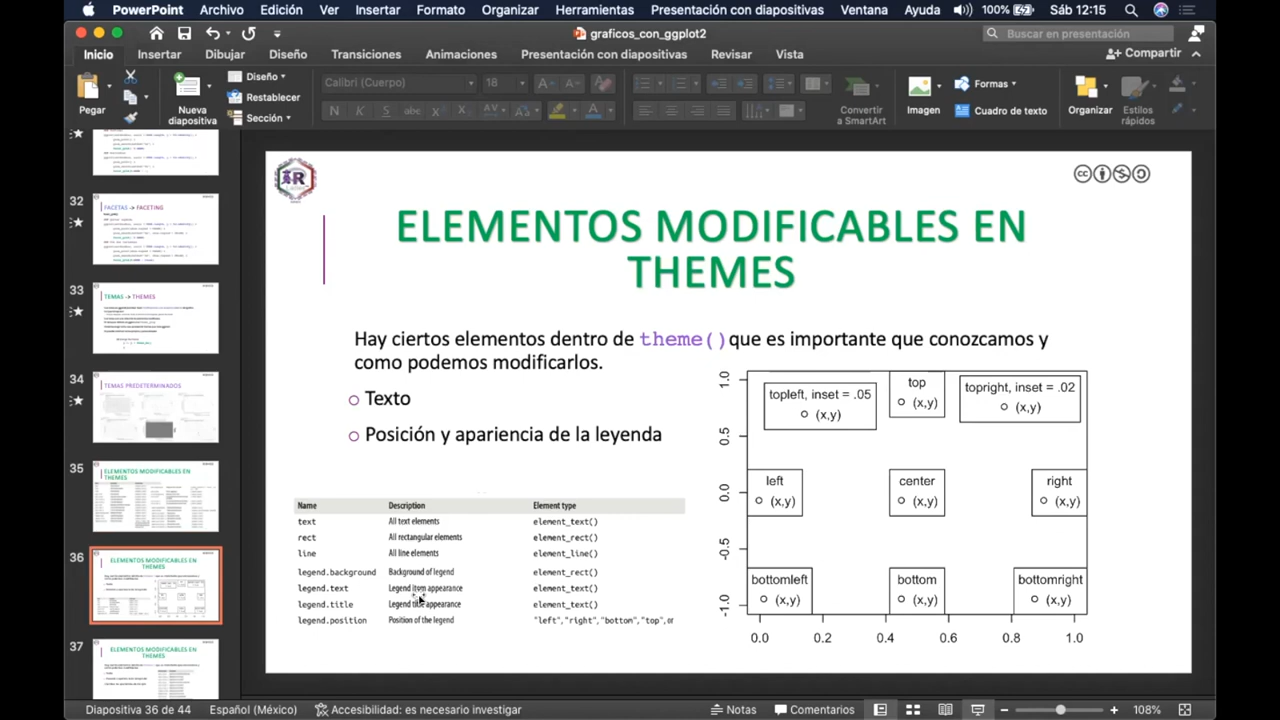 PowerPoint Archivo Edición Ver Insertar Formato Organizar Herramientas Presentación con diapositivas Ventana Ayuda 100% Sáb 12:15
graficos_con_ggplot2
Buscar en presentación
Inicio Insertar Dibujar Diseño Transiciones Animaciones Presentación con diapositivas Revisar Vista Compartir
Pegar
Nueva diapositiva
Diseño
Restablecer
Sección
Calibri (Cuerpo) 18
Convertir a SmartArt
Imagen
Formas
Cuadro de texto
Organizar
Estilos rápidos
32
FACETAS -> FACETING
33
TEMAS -> THEMES
34
TEMAS PREDETERMINADOS
35
ELEMENTOS MODIFICABLES EN
THEMES
36
ELEMENTOS MODIFICABLES EN
THEMES
37
ELEMENTOS MODIFICABLES EN
THEMES
ELEMENTOS MODIFICABLES EN
THEMES
Hay ciertos elementos dentro de theme() que es importante que conozcamos y
como podemos modificarlos.
Texto
Posición y apariencia de la leyenda
Name Description
text All text elements element_text()
rect All rectangular elements element_rect()
line All line elements element_line()
legend.background Background of legend element_rect()
legend.text Legend item appearance element_text()
legend.title Legend title appearance element_text()
legend.position Position of the legend "left","right","bottom","top",or
topleft, inset = .05
(x,y)
top
(x,y)
topright, inset = .02
(x,y)
left
(x,y)
center
(x,y)
right
(x,y)
bottomleft
(x,y)
bottom
(x,y)
bottomright
(x,y)
1.0
0.5
0.0
-0.5
-1.0
0.0 0.2 0.4 0.6 0.8 1.0
Diapositiva 36 de 44 Español (México) Accesibilidad: es necesario investigar Notas Comentarios 108%